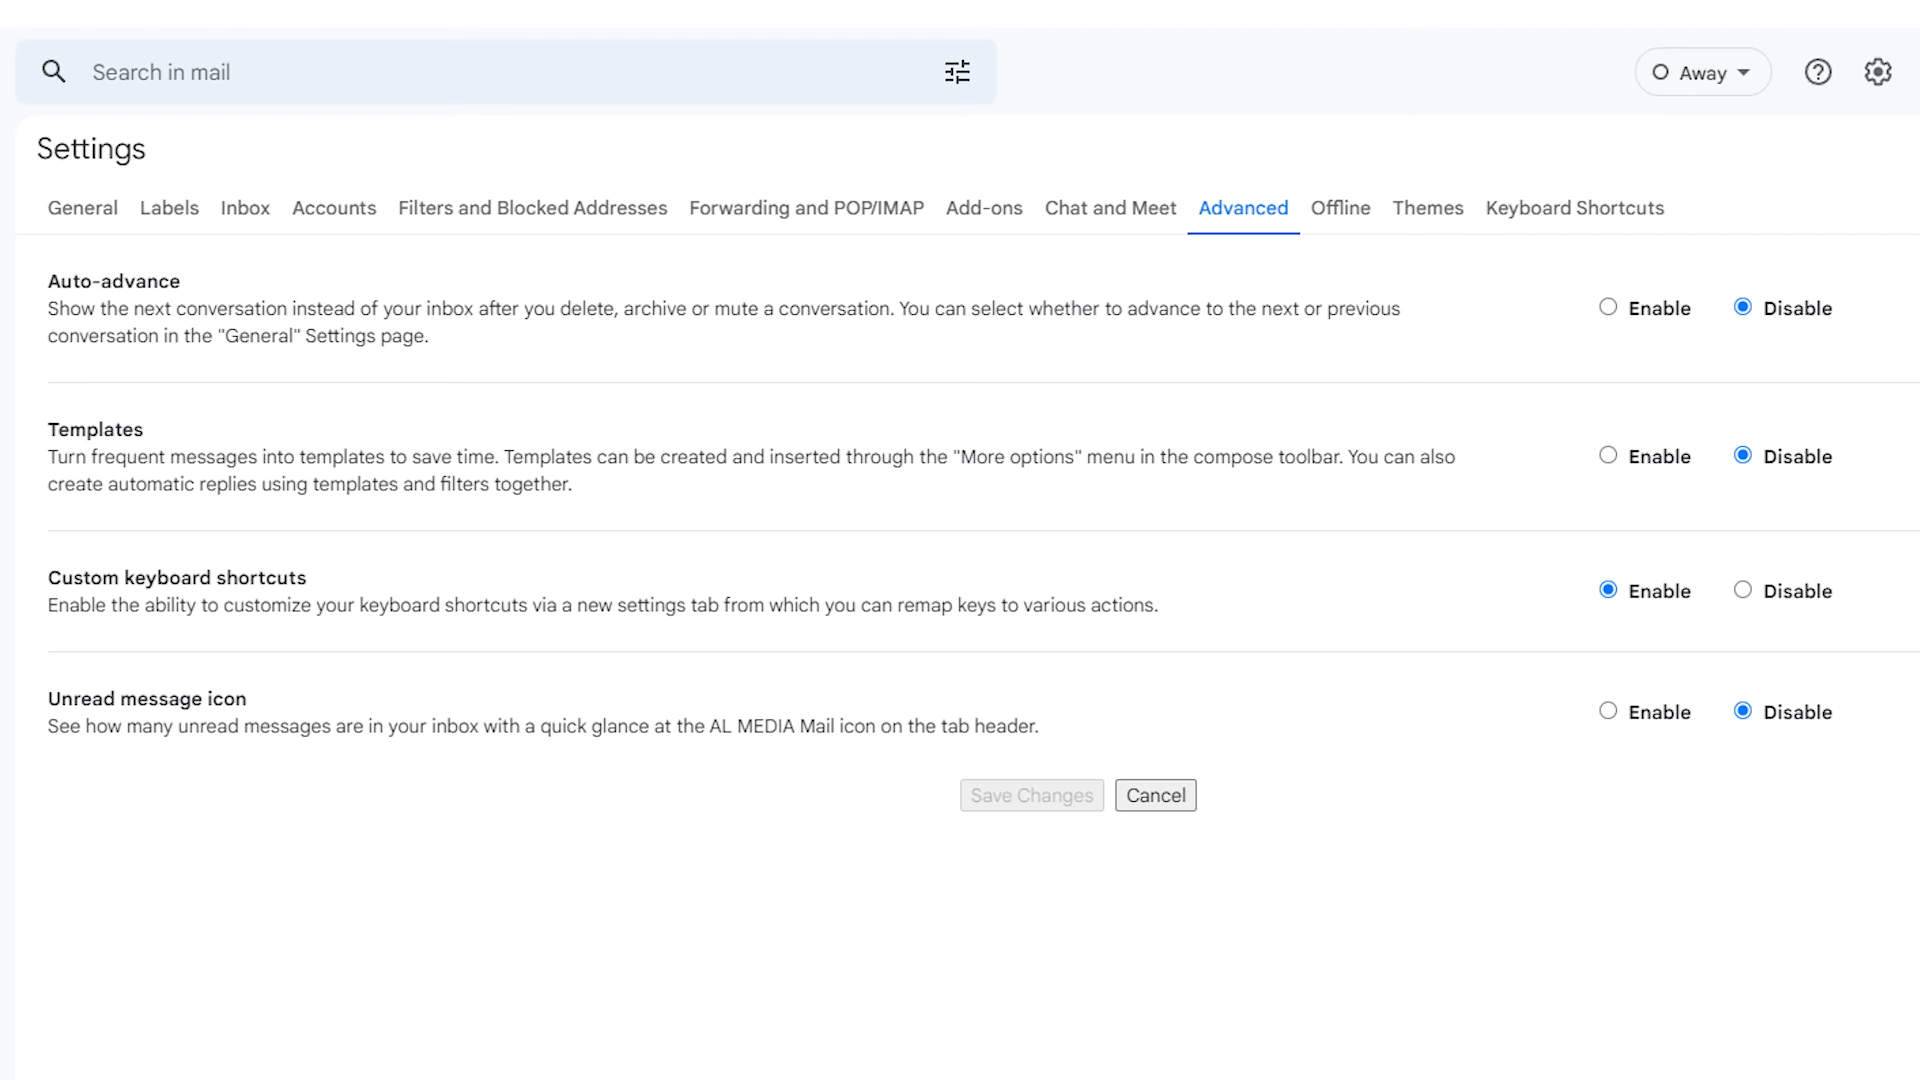 Search in mail
Away
Settings
General Labels Inbox Accounts Filters and Blocked Addresses Forwarding and POP/IMAP Add-ons Chat and Meet Advanced Offline Themes Keyboard Shortcuts
Auto-advance
Show the next conversation instead of your inbox after you delete, archive or mute a conversation. You can select whether to advance to the next or previous
conversation in the "General" Settings page.
Enable Disable
Templates
Turn frequent messages into templates to save time. Templates can be created and inserted through the "More options" menu in the compose toolbar. You can also
create automatic replies using templates and filters together.
Enable Disable
Custom keyboard shortcuts
Enable the ability to customize your keyboard shortcuts via a new settings tab from which you can remap keys to various actions.
Enable Disable
Unread message icon
See how many unread messages are in your inbox with a quick glance at the AL MEDIA Mail icon on the tab header.
Enable Disable
Save Changes Cancel